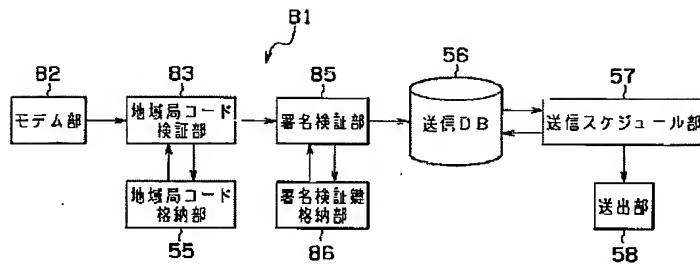 81
82
モデム部
83
地域局コード
検証部
地域局コード
格納部
55
85
署名検証部
署名検証鍵
格納部
86
56
送信DB
57
送信スケジュール部
送出部
58